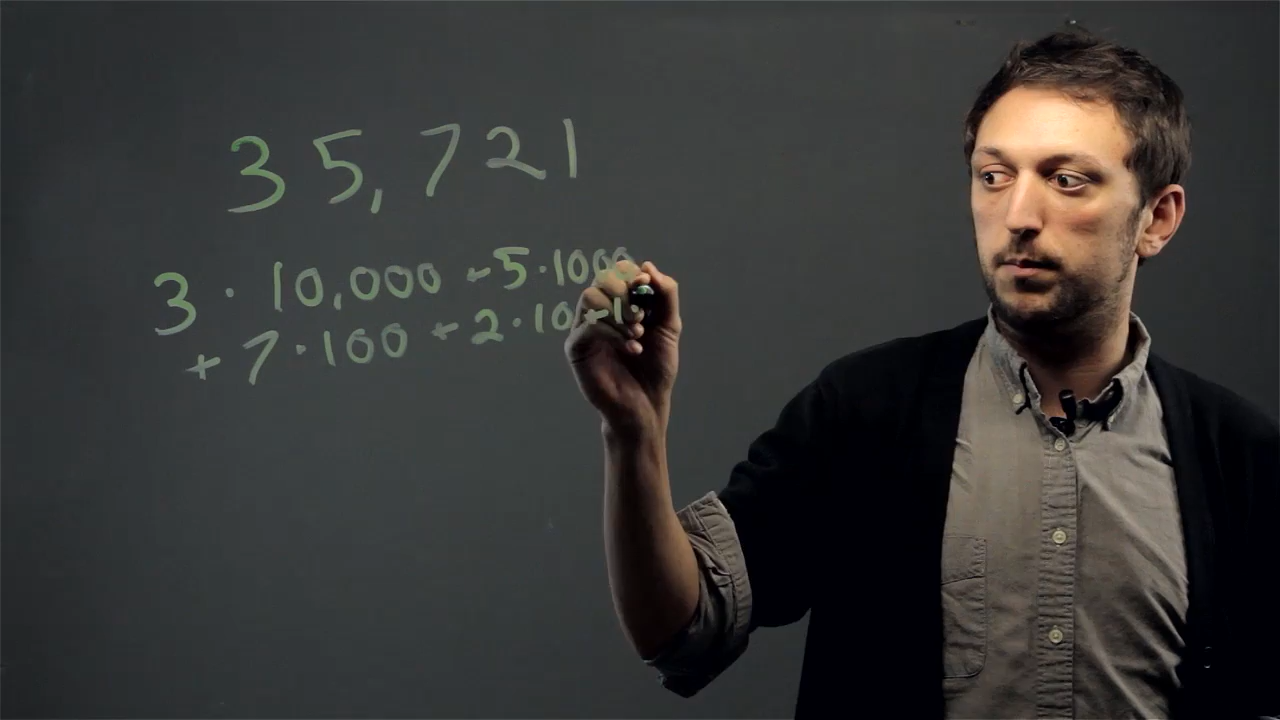 35,721
3 · 10,000 + 5 · 1000
+ 7 · 100 + 2 · 10 + 1 ·